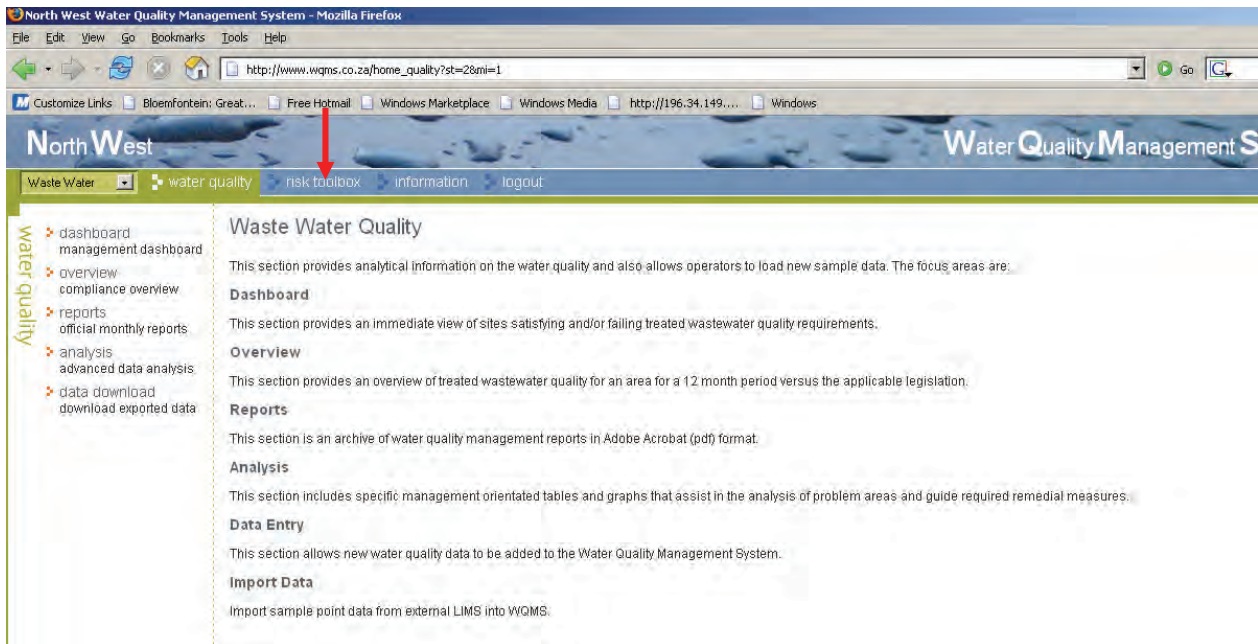 North West Water Quality Management System - Mozilla Firefox
File Edit View Go Bookmarks Tools Help
http://www.wqms.co.za/home_quality?st=2&mi=1 Go G
Customize Links Bloemfontein: Great... Free Hotmail Windows Marketplace Windows Media http://196.34.149.... Windows
North West Water Quality Management S
Waste Water water quality risk toolbox information logout
water quality
dashboard
management dashboard
overview
compliance overview
reports
official monthly reports
analysis
advanced data analysis
data download
download exported data
Waste Water Quality
This section provides analytical information on the water quality and also allows operators to load new sample data. The focus areas are:
Dashboard
This section provides an immediate view of sites satisfying and/or failing treated wastewater quality requirements.
Overview
This section provides an overview of treated wastewater quality for an area for a 12 month period versus the applicable legislation.
Reports
This section is an archive of water quality management reports in Adobe Acrobat (pdf) format.
Analysis
This section includes specific management orientated tables and graphs that assist in the analysis of problem areas and guide required remedial measures.
Data Entry
This section allows new water quality data to be added to the Water Quality Management System.
Import Data
Import sample point data from external LIMS into WQMS.